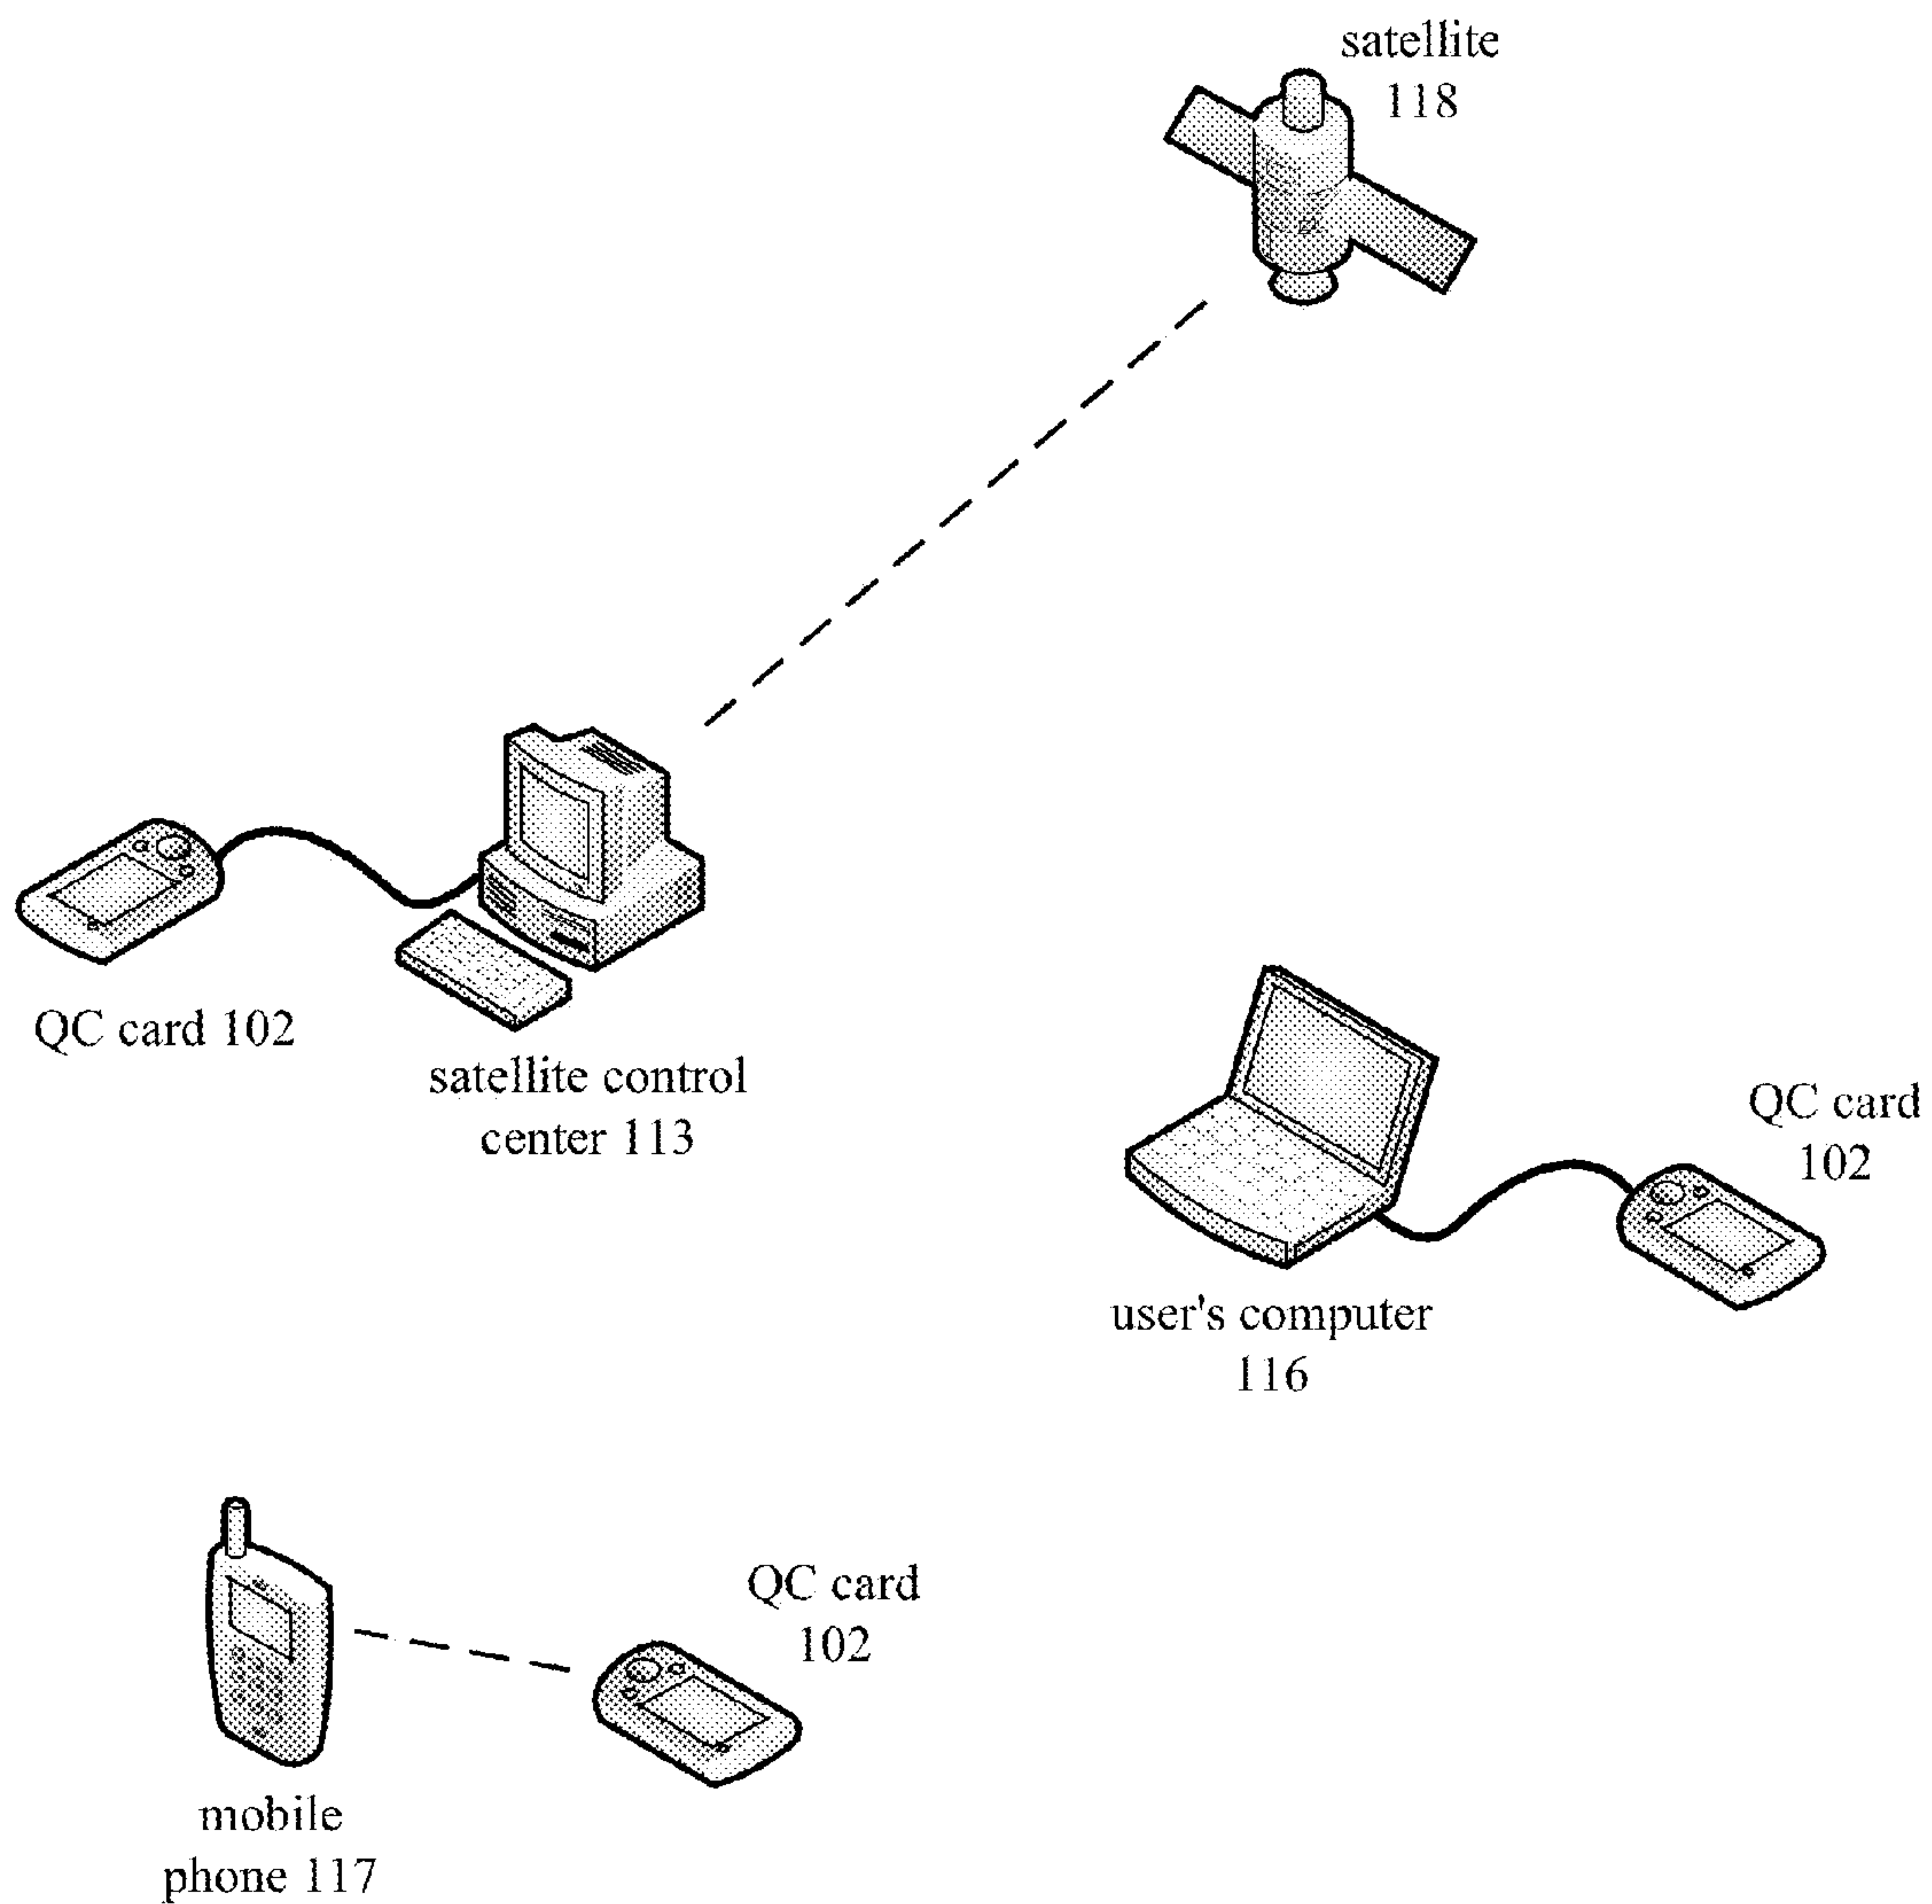 satellite
118
QC card 102
satellite control
center 113
QC card
102
user's computer
116
QC card
102
mobile
phone 117